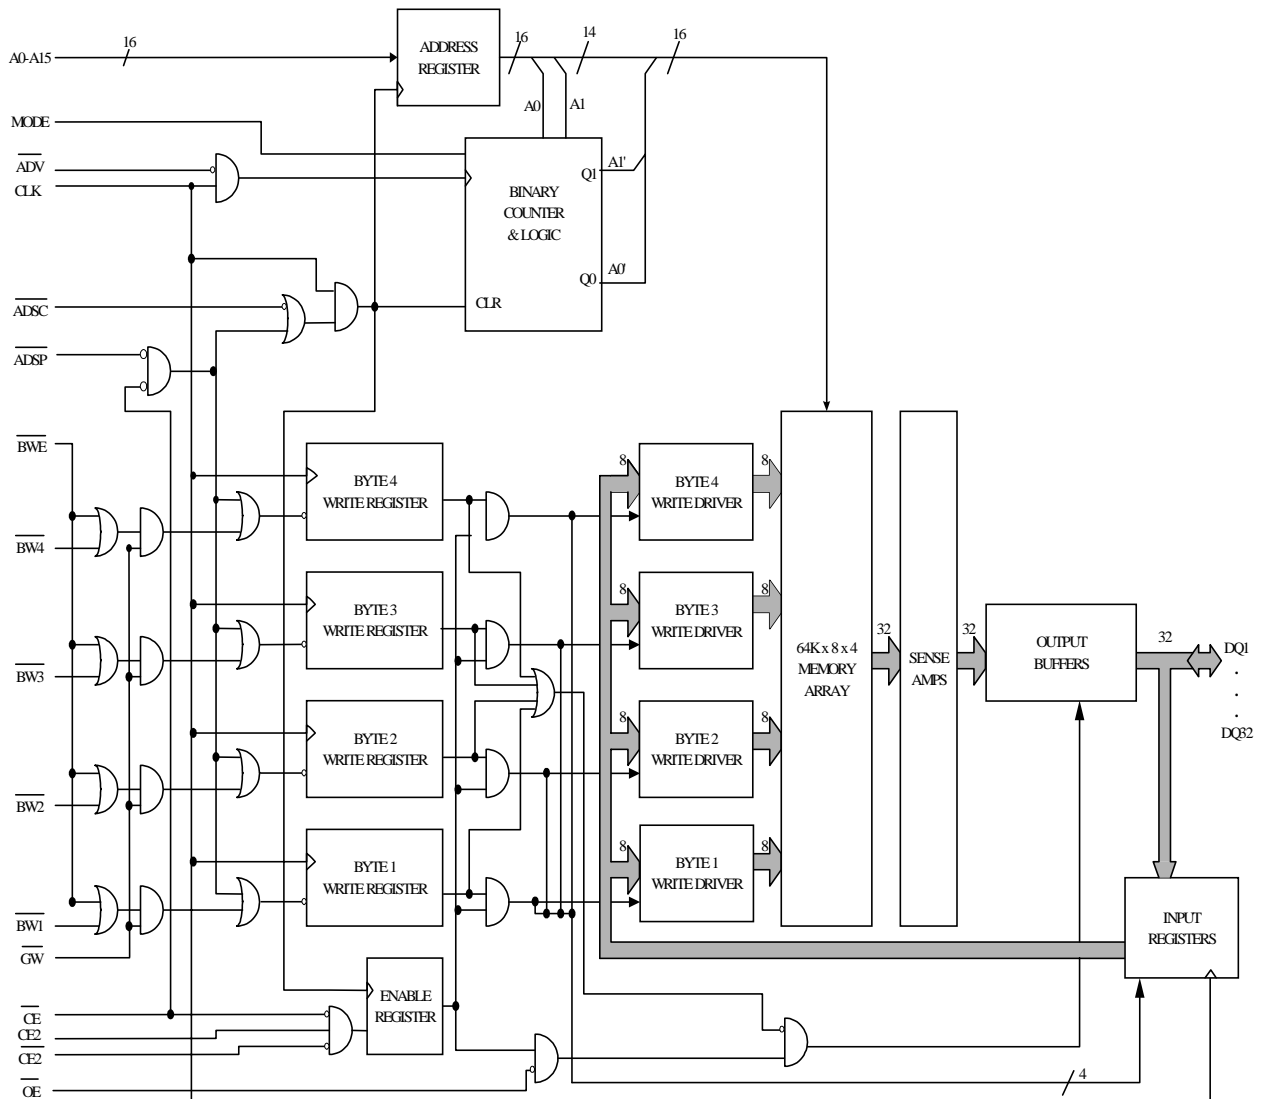 A0-A15
16
ADDRESS
REGISTER
16
14
16
A0
A1
MODE
ADV
CLK
BINARY
COUNTER
& LOGIC
Q1
A1'
Q0
A0'
CLR
ADSC
ADSP
BWE
BW4
BW3
BW2
BW1
GW
CE
CE2
CE2
OE
BYTE 4
WRITE REGISTER
BYTE 3
WRITE REGISTER
BYTE 2
WRITE REGISTER
BYTE 1
WRITE REGISTER
ENABLE
REGISTER
8
BYTE 4
WRITE DRIVER
8
8
BYTE 3
WRITE DRIVER
8
8
BYTE 2
WRITE DRIVER
8
8
BYTE 1
WRITE DRIVER
8
64K x 8 x 4
MEMORY
ARRAY
32
SENSE
AMPS
32
OUTPUT
BUFFERS
32
DQ1
.
.
.
DQ32
INPUT
REGISTERS
4